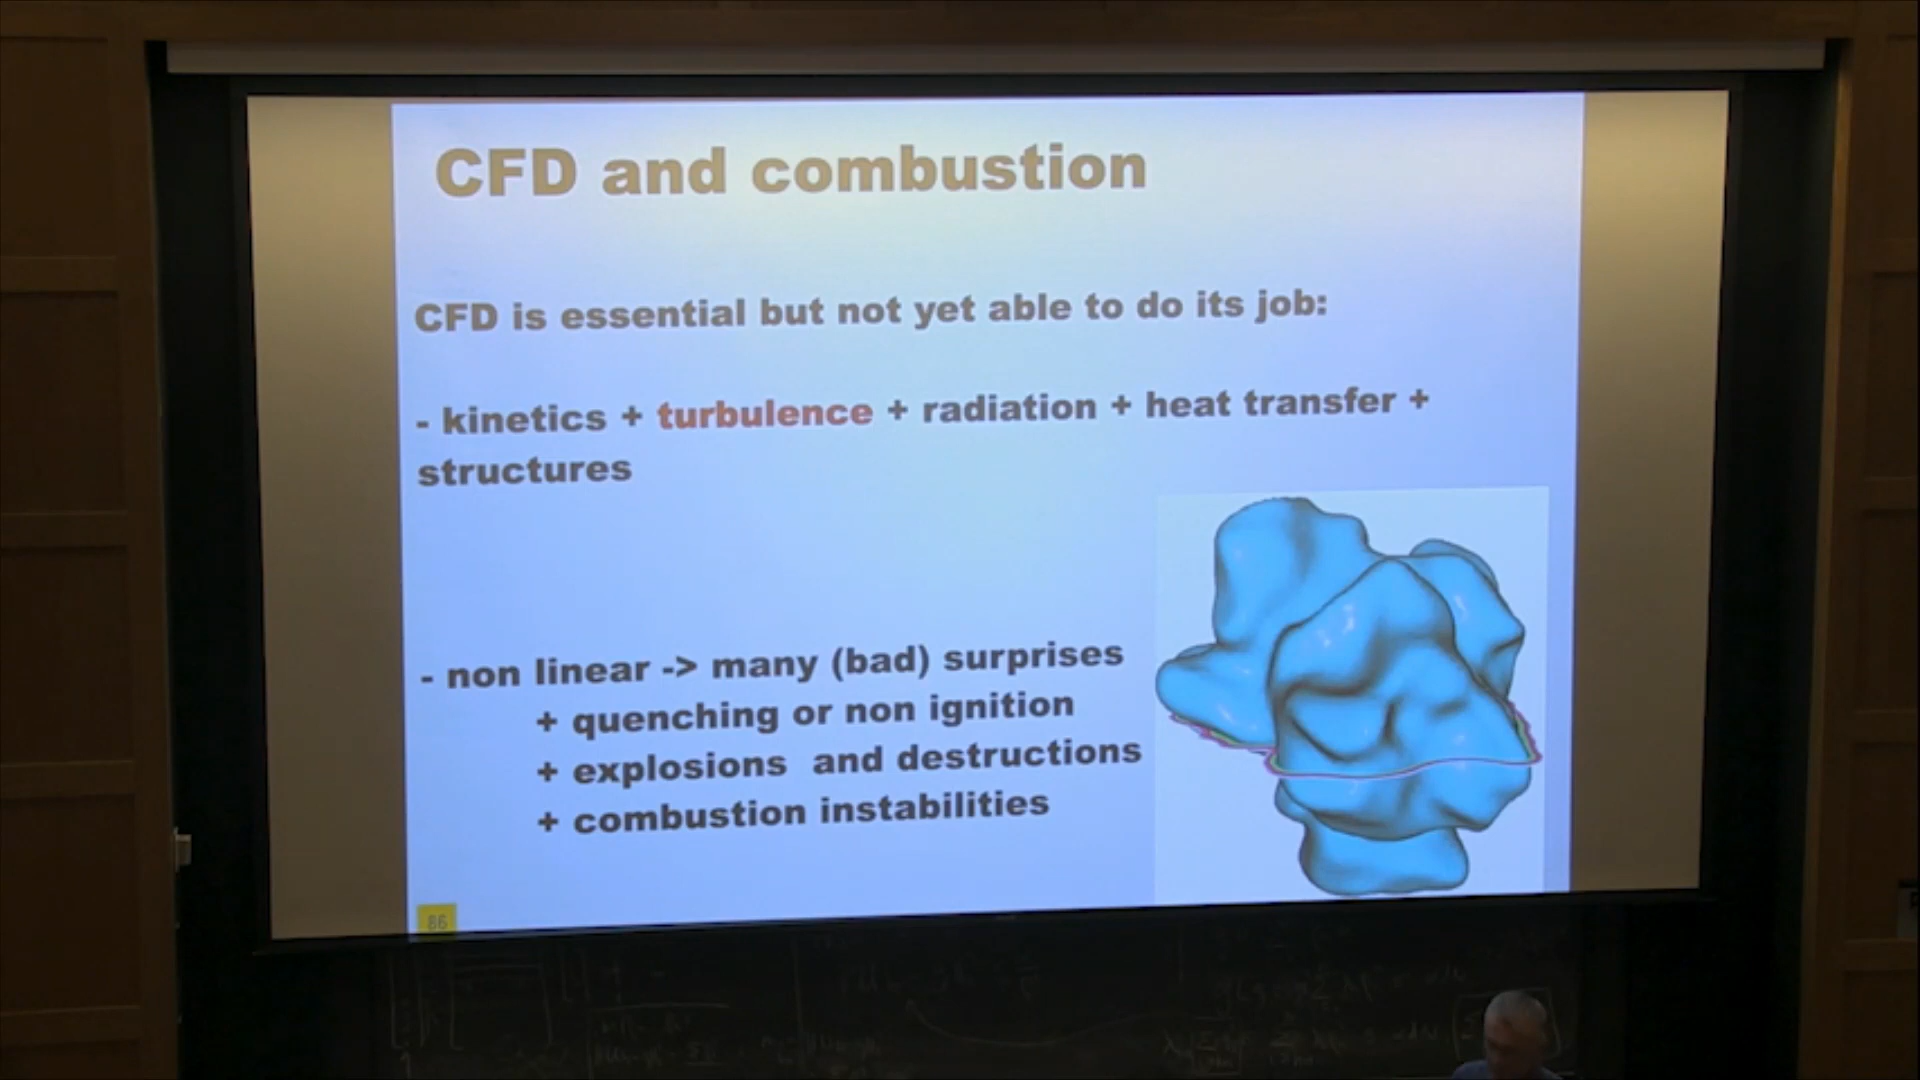 CFD and combustion
CFD is essential but not yet able to do its job:
- kinetics + turbulence + radiation + heat transfer +
structures
- non linear -> many (bad) surprises
+ quenching or non ignition
+ explosions and destructions
+ combustion instabilities
86